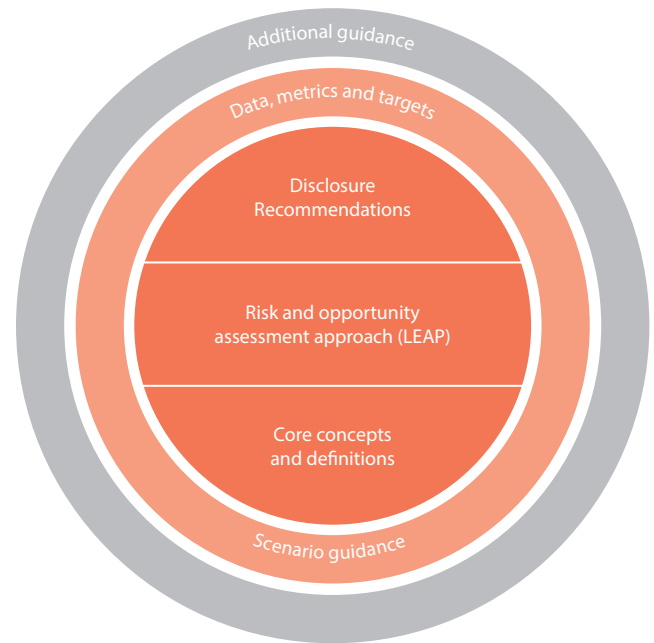 Additional guidance
Data, metrics and targets
Disclosure
Recommendations
Risk and opportunity
assessment approach (LEAP)
Core concepts
and definitions
Scenario guidance